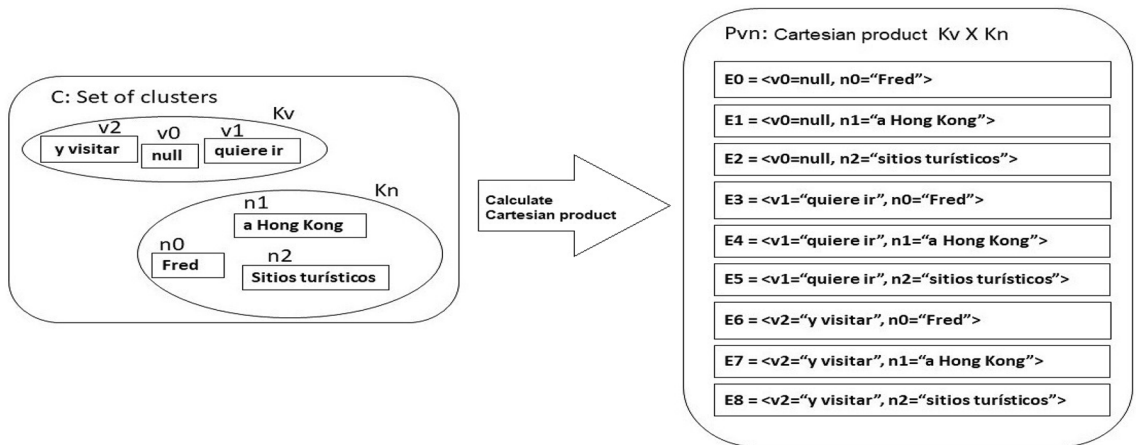 C: Set of clusters
Kv
v2
v0
v1
y visitar
null
quiere ir
Kn
n1
a Hong Kong
n0
n2
Fred
Sitios turísticos
Calculate
Cartesian product
Pvn: Cartesian product Kv X Kn
E0 = <v0=null, n0=“Fred”>
E1 = <v0=null, n1=“a Hong Kong”>
E2 = <v0=null, n2=“sitios turísticos”>
E3 = <v1=“quiere ir”, n0=“Fred”>
E4 = <v1=“quiere ir”, n1=“a Hong Kong”>
E5 = <v1=“quiere ir”, n2=“sitios turísticos”>
E6 = <v2=“y visitar”, n0=“Fred”>
E7 = <v2=“y visitar”, n1=“a Hong Kong”>
E8 = <v2=“y visitar”, n2=“sitios turísticos”>